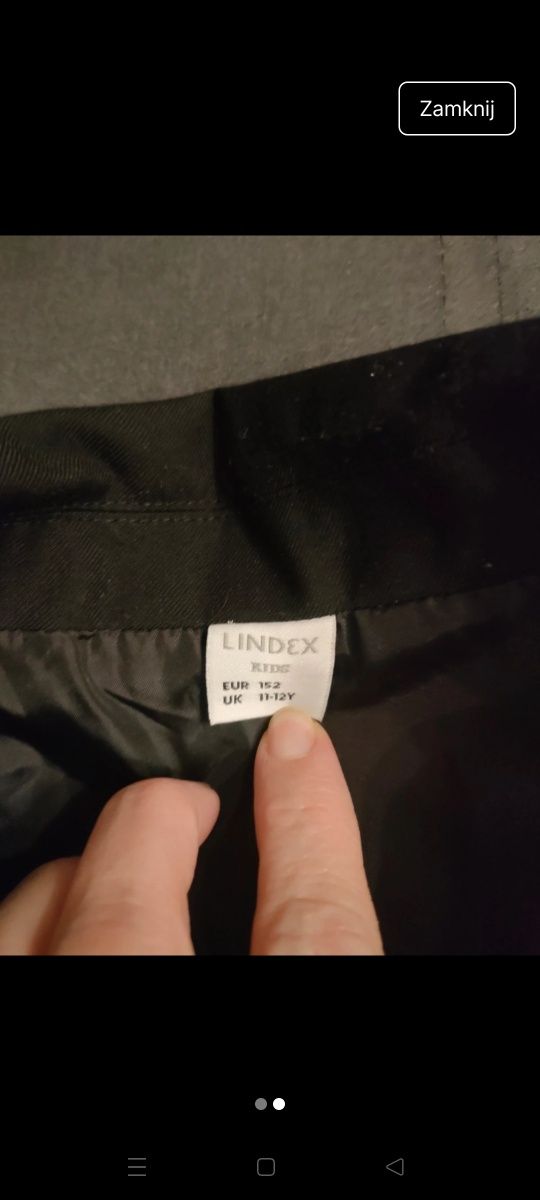 Zamknij
LINDEX
KIDS
EUR 152
UK 11-12Y